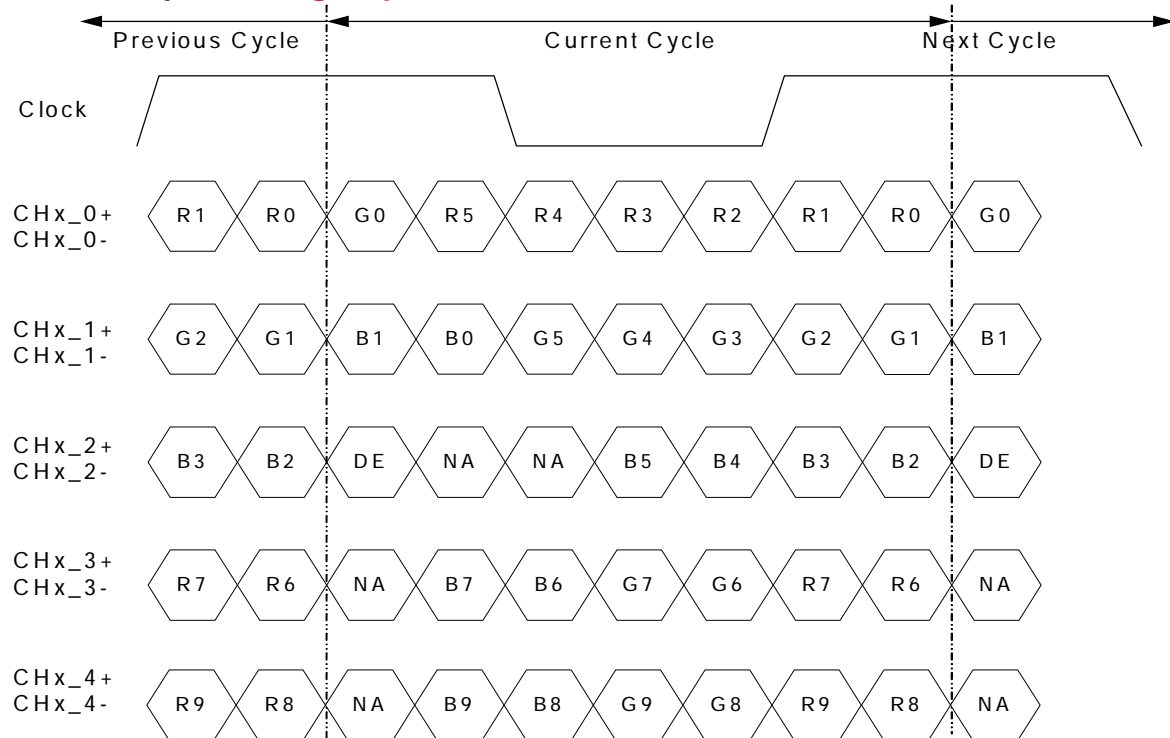 Previous Cycle Current Cycle Next Cycle
Clock
CHx_0+ R1 R0 G0 R5 R4 R3 R2 R1 R0 G0
CHx_0-
CHx_1+ G2 G1 B1 B0 G5 G4 G3 G2 G1 B1
CHx_1-
CHx_2+ B3 B2 DE NA NA B5 B4 B3 B2 DE
CHx_2-
CHx_3+ R7 R6 NA B7 B6 G7 G6 R7 R6 NA
CHx_3-
CHx_4+ R9 R8 NA B9 B8 G9 G8 R9 R8 NA
CHx_4-